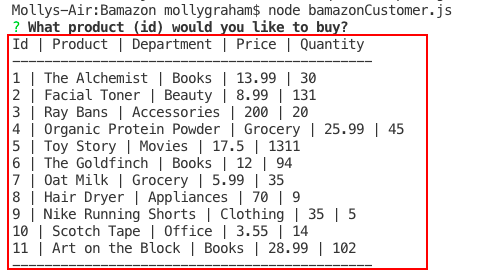 Mollys-Air:Bamazon mollygraham$ node bamazonCustomer.js
? What product (id) would you like to buy?
Id | Product | Department | Price | Quantity
-------------------------------------------
1 | The Alchemist | Books | 13.99 | 30
2 | Facial Toner | Beauty | 8.99 | 131
3 | Ray Bans | Accessories | 200 | 20
4 | Organic Protein Powder | Grocery | 25.99 | 45
5 | Toy Story | Movies | 17.5 | 1311
6 | The Goldfinch | Books | 12 | 94
7 | Oat Milk | Grocery | 5.99 | 35
8 | Hair Dryer | Appliances | 70 | 9
9 | Nike Running Shorts | Clothing | 35 | 5
10 | Scotch Tape | Office | 3.55 | 14
11 | Art on the Block | Books | 28.99 | 102
-------------------------------------------